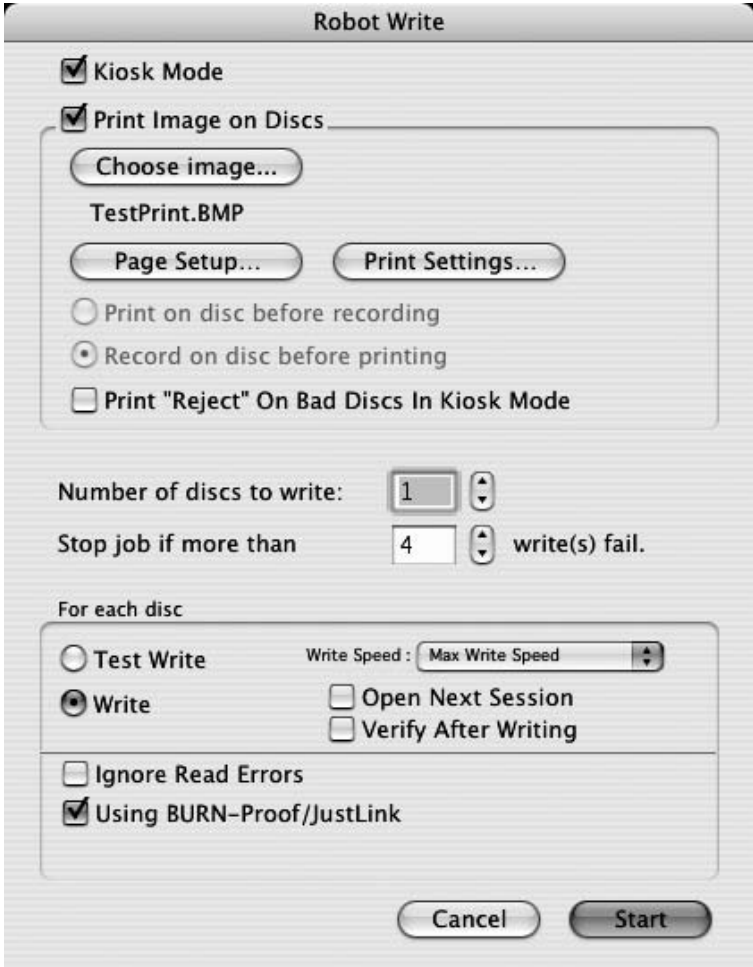 Robot Write
Kiosk Mode
Print Image on Discs
Choose image...
TestPrint.BMP
Page Setup... Print Settings...
Print on disc before recording
Record on disc before printing
Print "Reject" On Bad Discs In Kiosk Mode
Number of discs to write: 1
Stop job if more than 4 write(s) fail.
For each disc
Test Write Write Speed : Max Write Speed
Write Open Next Session
Verify After Writing
Ignore Read Errors
Using BURN-Proof/JustLink
Cancel Start